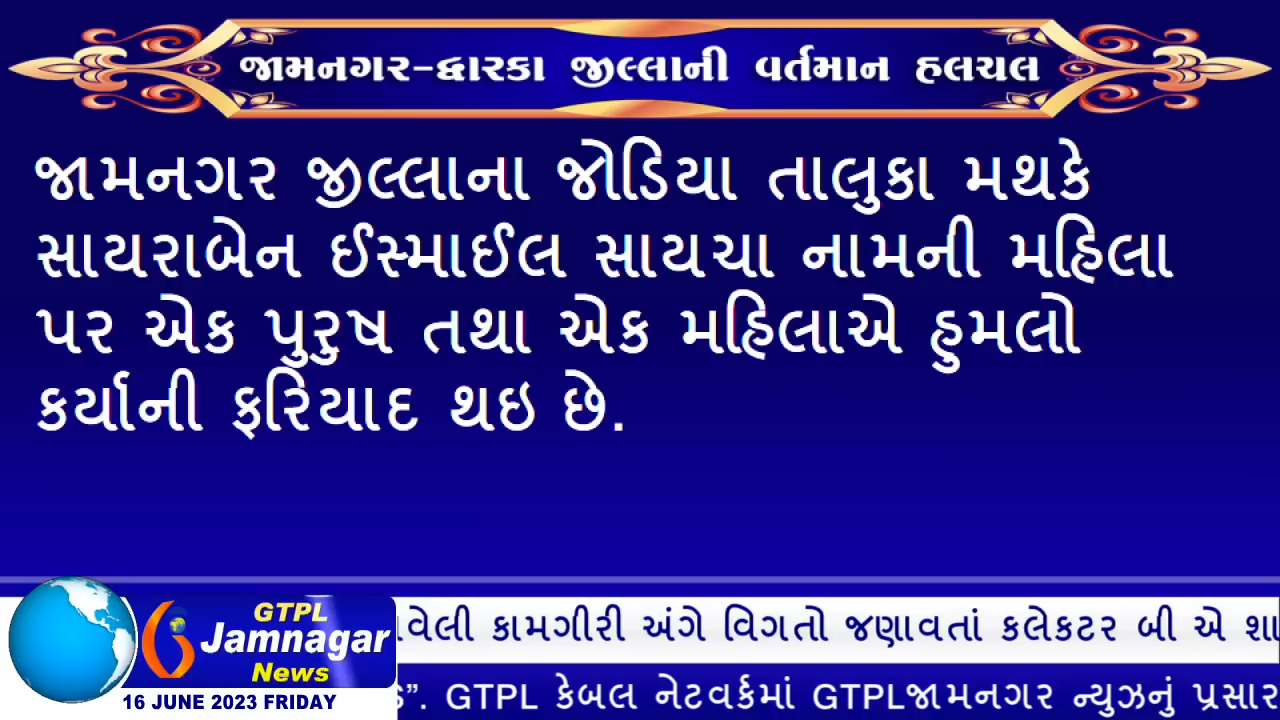 જામનગર-દ્વારકા જીલ્લાની વર્તમાન હલચલ
જામનગર જીલ્લાના જોડિયા તાલુકા મથકે
સાયરાબેન ઈસ્માઈલ સાયચા નામની મહિલા
પર એક પુરુષ તથા એક મહિલાએ હુમલો
કર્યાની ફરિયાદ થઇ છે.
GTPL
Jamnagar
News
16 JUNE 2023 FRIDAY
કામગીરી અંગે વિગતો જણાવતાં કલેકટર બી એ
”. GTPL કેબલ નેટવર્કમાં GTPLજામનગર ન્યુઝનું પ્રસાર